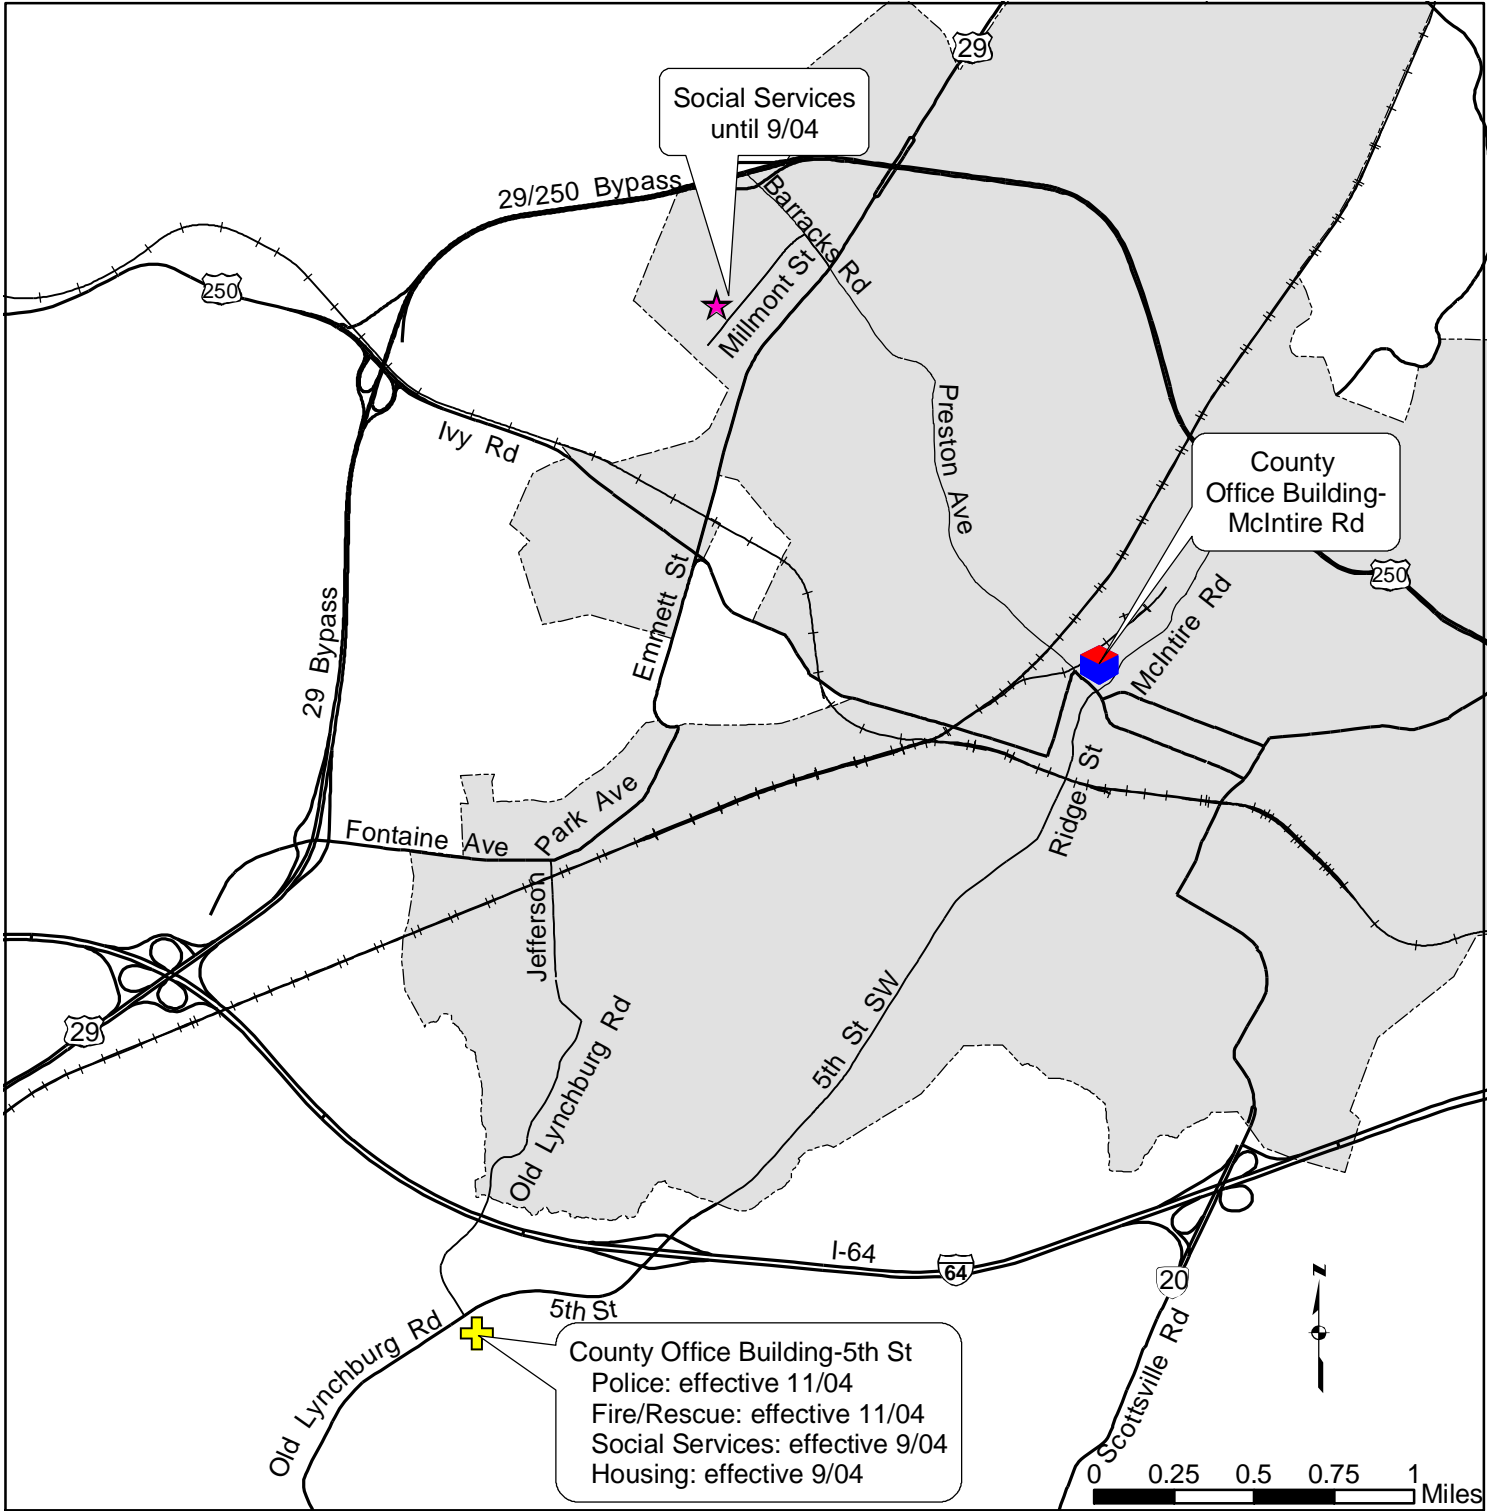 29
Social Services
until 9/04
29/250 Bypass
Barracks Rd
250
Millmont St
Preston Ave
Ivy Rd
County
Office Building-
McIntire Rd
250
Emmett St
McIntire Rd
29 Bypass
Ridge St
Park Ave
Fontaine Ave
Jefferson
5th St SW
Old Lynchburg Rd
29
I-64
64
20
N
5th St
Old Lynchburg Rd
County Office Building-5th St
Police: effective 11/04
Fire/Rescue: effective 11/04
Social Services: effective 9/04
Housing: effective 9/04
Scottsville Rd
0 0.25 0.5 0.75 1
Miles